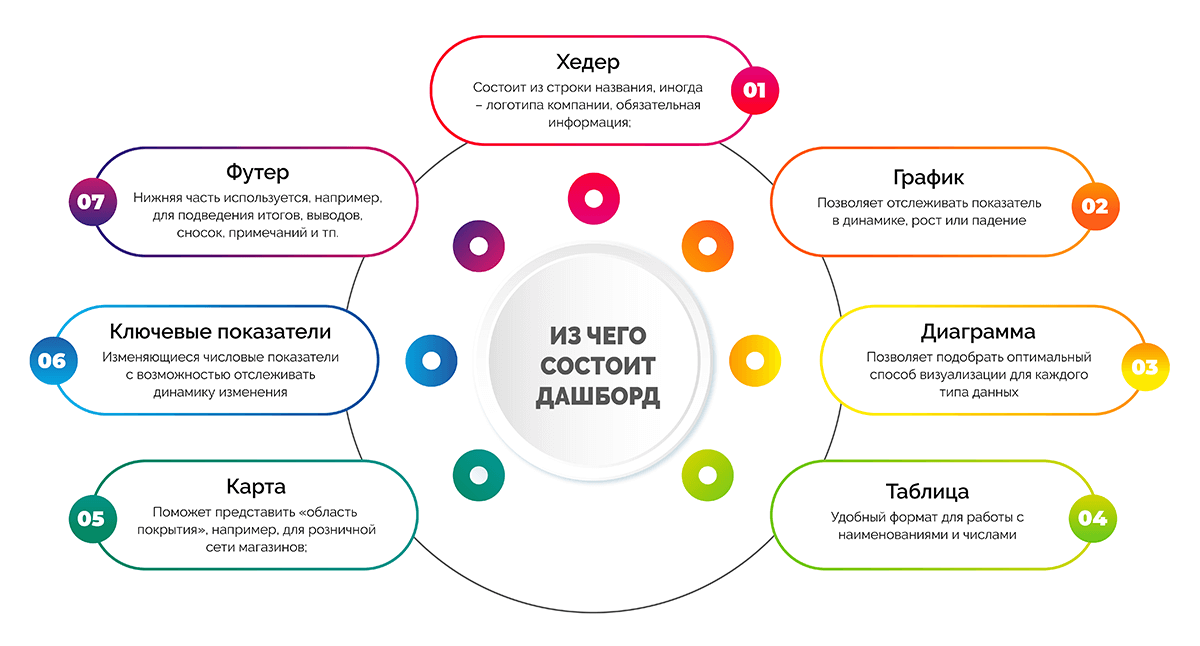 Хедер
Состоит из строки названия, иногда
– логотипа компании, обязательная
информация;
01
График
Позволяет отслеживать показатель
в динамике, рост или падение
02
Диаграмма
Позволяет подобрать оптимальный
способ визуализации для каждого
типа данных
03
Таблица
Удобный формат для работы с
наименованиями и числами
04
Карта
Поможет представить «область
покрытия», например, для розничной
сети магазинов;
05
Ключевые показатели
Изменяющиеся числовые показатели
с возможностью отслеживать
динамику изменения
06
Футер
Нижняя часть используется, например,
для подведения итогов, выводов,
сносок, примечаний и тп.
07
ИЗ ЧЕГО
СОСТОИТ
ДАШБОРД